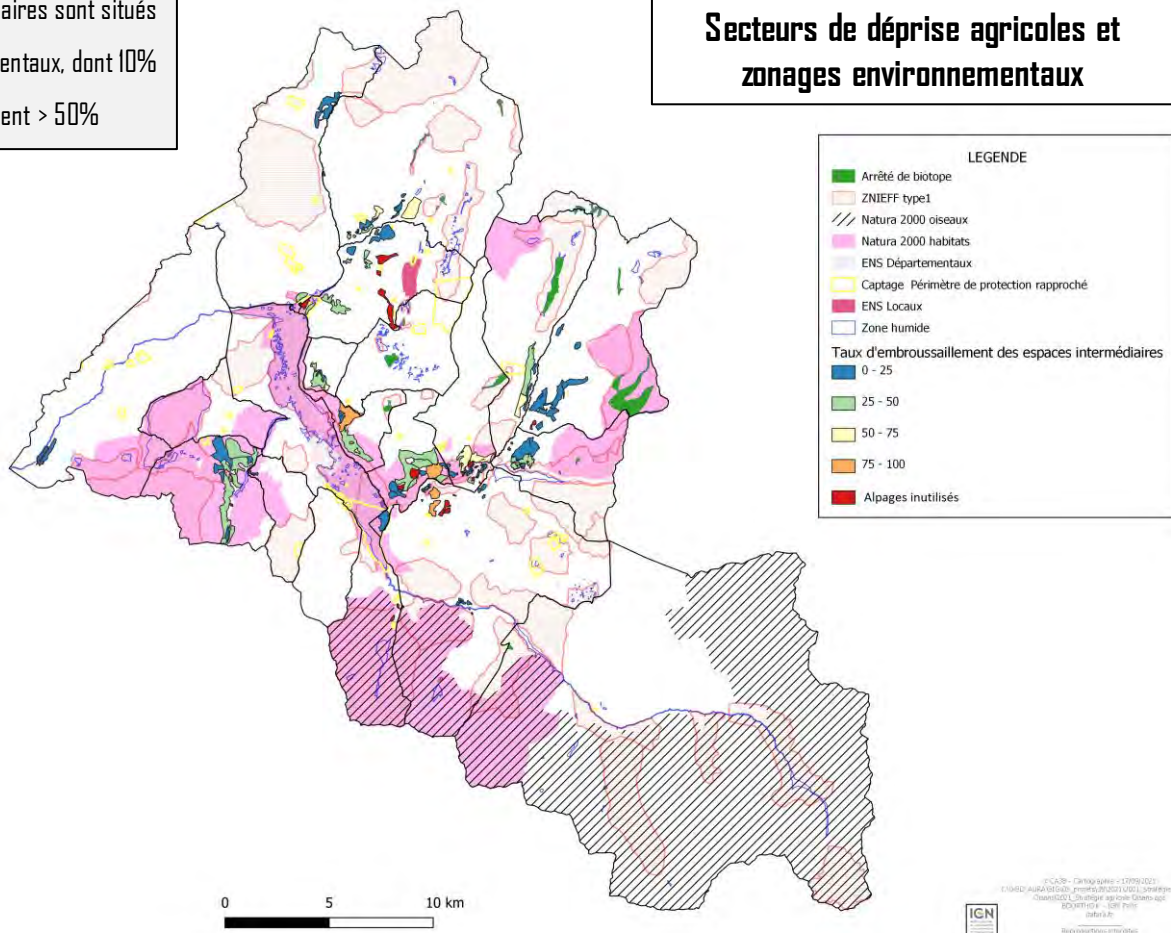 aires sont situés
entaux, dont 10%
ent > 50%
Secteurs de déprise agricoles et
zonages environnementaux
LEGENDE
Arrêté de biotope
ZNIEFF type1
Natura 2000 oiseaux
Natura 2000 habitats
ENS Départementaux
Captage Périmètre de protection rapproché
ENS Locaux
Zone humide
Taux d'embroussaillement des espaces intermédiaires
0 - 25
25 - 50
50 - 75
75 - 100
Alpages inutilisés
0 5 10 km
IGN